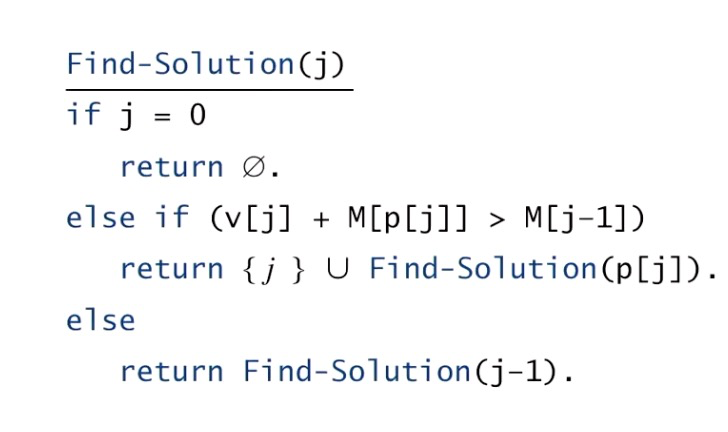 Find-Solution(j)
if j = 0
return ∅.
else if (v[j] + M[p[j]] > M[j-1])
return { j } ∪ Find-Solution(p[j]).
else
return Find-Solution(j-1).